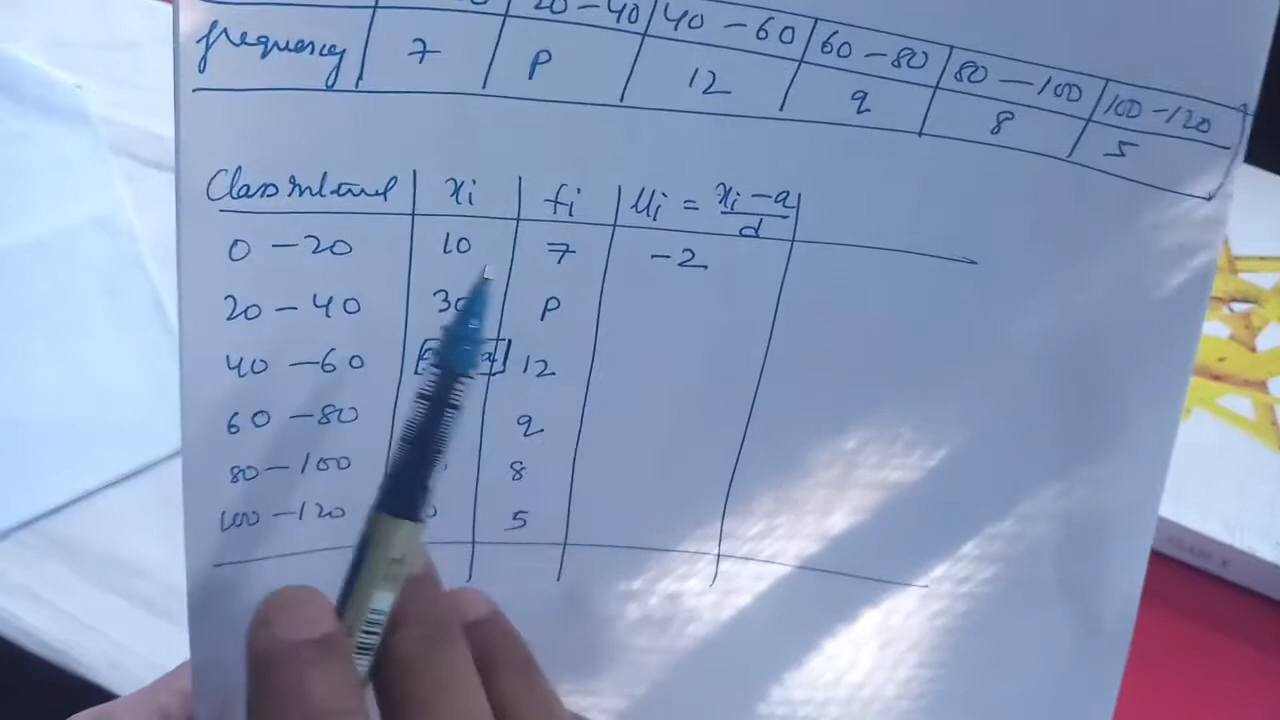 20-40 40-60 60-80 80-100 100-120
frequency 7 p 12 q 8 5
Class Interval xi fi ui = xi-a/d
0-20 10 7 -2
20-40 30 p
40-60 a 12
60-80 q
80-100 8
100-120 5
CLASS X